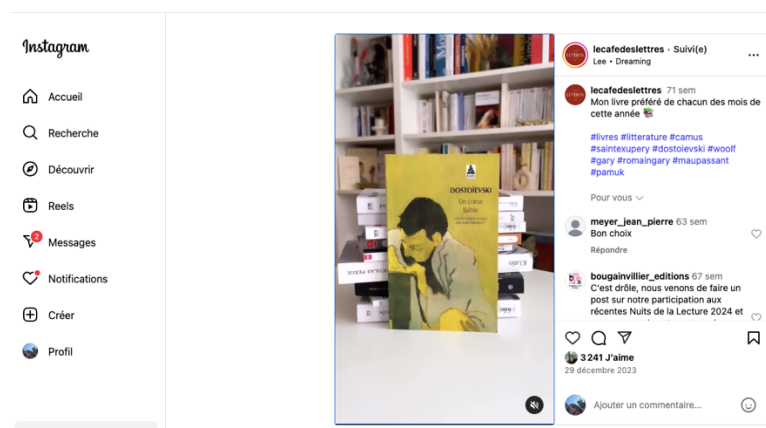 Instagram
Accueil
Recherche
Découvrir
Reels
2
Messages
Notifications
Créer
Profil
DOSTOÏEVSKI
Un cœur
faible
lecafedeslettres • Suivi(e)
Lee • Dreaming
lecafedeslettres 71 sem
Mon livre préféré de chacun des mois de
cette année
#livres #litterature #camus
#saintexupery #dostoievski #woolf
#gary #romaingary #maupassant
#pamuk
Pour vous
meyer_jean_pierre 63 sem
Bon choix
Répondre
bougainvillier_editions 67 sem
C'est drôle, nous venons de faire un
post sur notre participation aux
récentes Nuits de la Lecture 2024 et
3 241 J'aime
29 décembre 2023
Ajouter un commentaire...